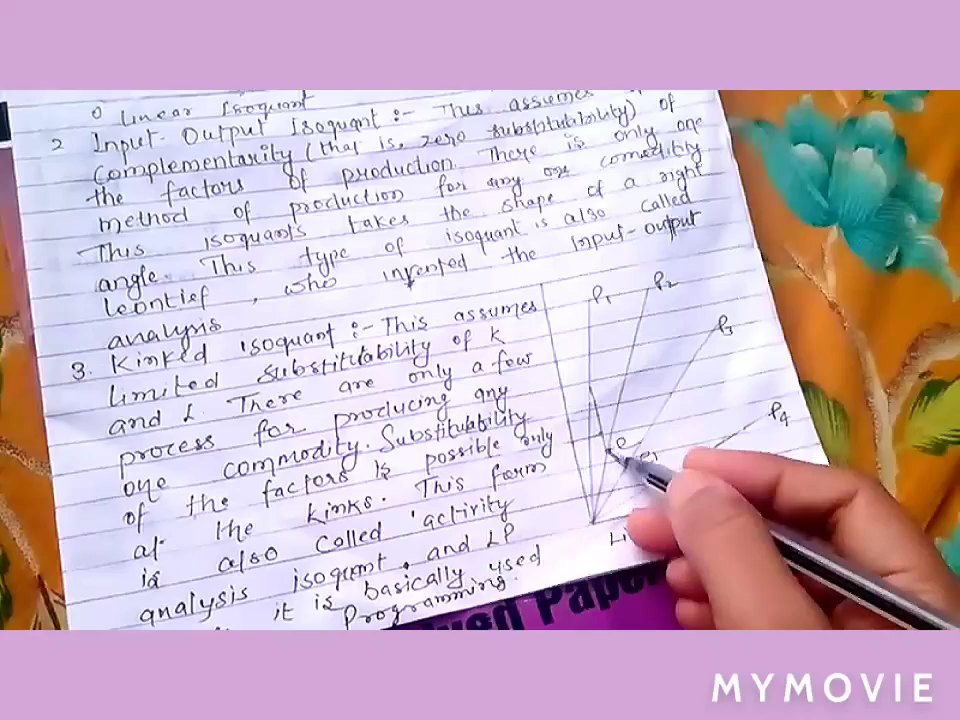 0 Linear Isoquant
2 Input-Output Isoquant :- This assumes
complementarity (that is, zero substitutability) of
the factors of production. There is only one
method of production for any one comodity
This isoquants takes the shape of a right
angle. This type of isoquant is also called
leontief, who invented the input-output
analysis
3. Kinked isoquant :- This assumes
limited substitutability of K
and L. There are only a few
process for producing any
one commodity. Substitutability
of the factors is possible only
at the kinks. This form
is also called 'activity
analysis isoquant, and LP
it is basically used
Programming.
P1 P2
P3
P4
e
e1
Paper
MYMOVIE